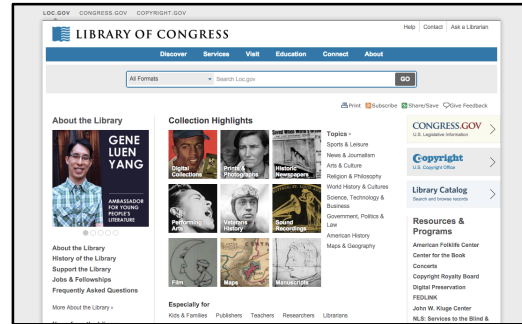 LOC.GOV CONGRESS.GOV COPYRIGHT.GOV
LIBRARY OF CONGRESS
Help Contact Ask a Librarian
Discover Services Visit Education Connect About
All Formats Search Loc.gov GO
Print Subscribe Share/Save Give Feedback
About the Library
GENE
LUEN
YANG
AMBASSADOR
FOR YOUNG
PEOPLE'S
LITERATURE
About the Library
History of the Library
Support the Library
Jobs & Fellowships
Frequently Asked Questions
More About the Library »
Collection Highlights
Digital
Collections
Prints &
Photographs
Historic
Newspapers
Performing
Arts
Veterans
History
Sound
Recordings
Film
Maps
Manuscripts
Especially for
Kids & Families Publishers Teachers Researchers Librarians
Topics »
Sports & Leisure
News & Journalism
Arts & Culture
Religion & Philosophy
World History & Cultures
Science, Technology &
Business
Government, Politics &
Law
American History
Maps & Geography
CONGRESS.GOV
U.S. Legislative Information
Copyright
U.S. Copyright Office
Library Catalog
Search and browse records
Resources &
Programs
American Folklife Center
Center for the Book
Concerts
Copyright Royalty Board
Digital Preservation
FEDLINK
John W. Kluge Center
NLS: Services to the Blind &